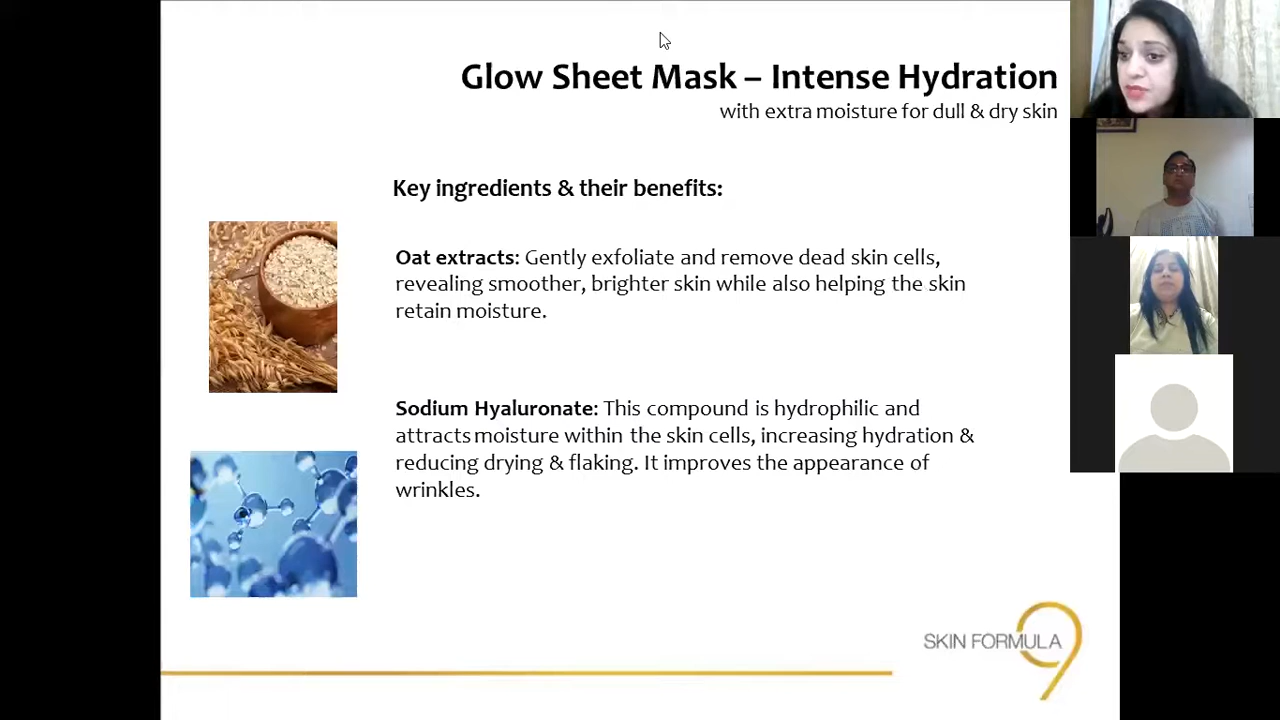 Glow Sheet Mask – Intense Hydration
with extra moisture for dull & dry skin
Key ingredients & their benefits:
Oat extracts: Gently exfoliate and remove dead skin cells,
revealing smoother, brighter skin while also helping the skin
retain moisture.
Sodium Hyaluronate: This compound is hydrophilic and
attracts moisture within the skin cells, increasing hydration &
reducing drying & flaking. It improves the appearance of
wrinkles.
SKIN FORMULA 9